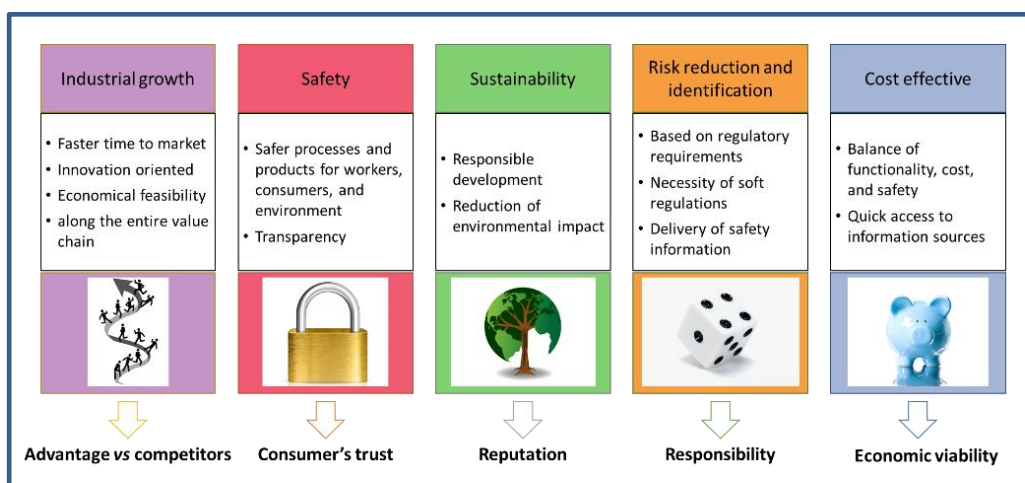 Industrial growth
• Faster time to market
• Innovation oriented
• Economical feasibility
• along the entire value
chain
Advantage vs competitors
Safety
• Safer processes and
products for workers,
consumers, and
environment
• Transparency
Consumer's trust
Sustainability
• Responsible
development
• Reduction of
environmental impact
Reputation
Risk reduction and
identification
• Based on regulatory
requirements
• Necessity of soft
regulations
• Delivery of safety
information
Responsibility
Cost effective
• Balance of
functionality, cost,
and safety
• Quick access to
information sources
Economic viability